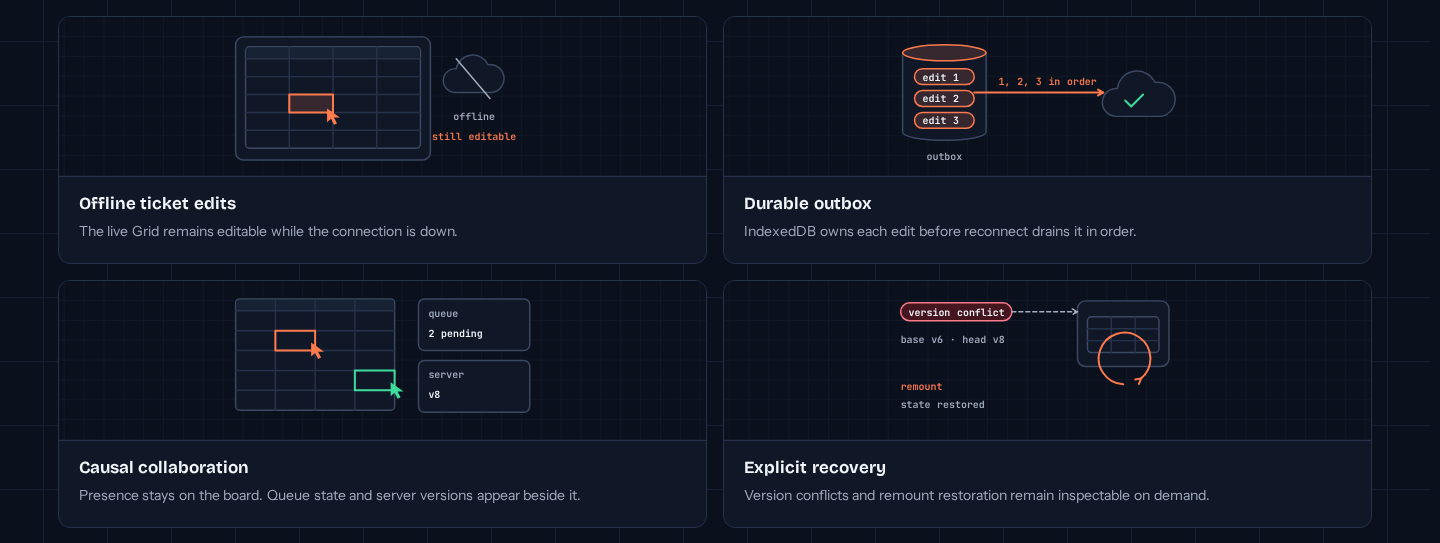 offline
still editable
Offline ticket edits
The live Grid remains editable while the connection is down.
edit 1
edit 2
edit 3
1, 2, 3 in order
outbox
Durable outbox
IndexedDB owns each edit before reconnect drains it in order.
queue
2 pending
server
v8
Causal collaboration
Presence stays on the board. Queue state and server versions appear beside it.
version conflict
base v6 · head v8
remount
state restored
Explicit recovery
Version conflicts and remount restoration remain inspectable on demand.